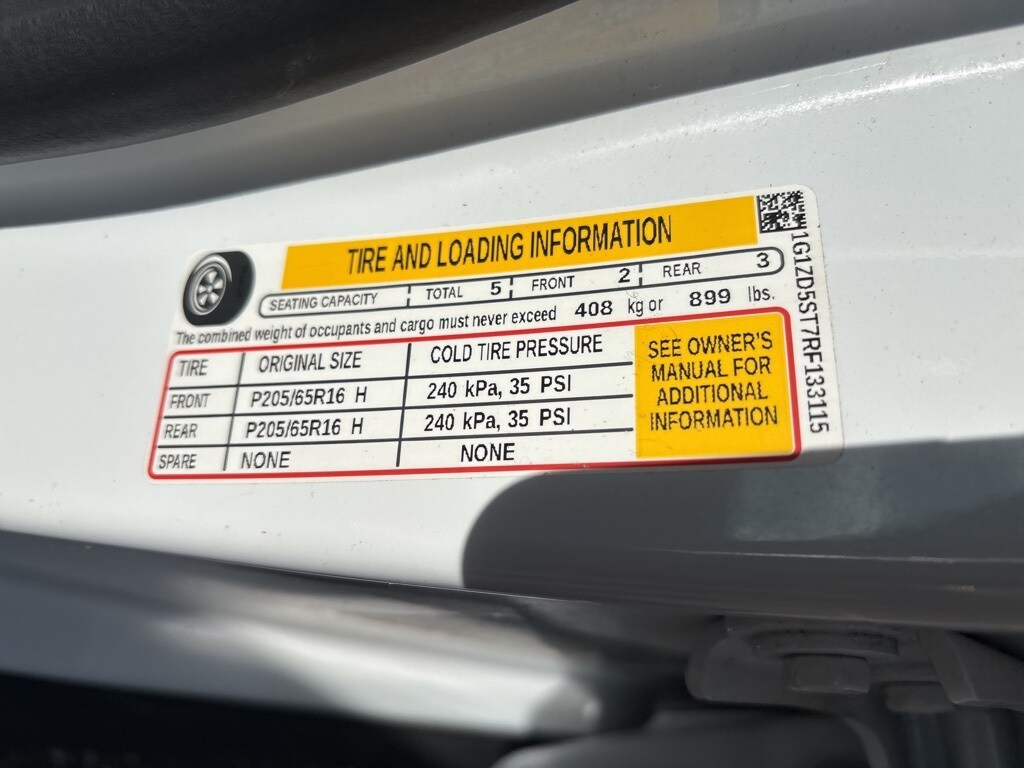 TIRE AND LOADING INFORMATION
SEATING CAPACITY TOTAL 5 FRONT 2 REAR 3
The combined weight of occupants and cargo must never exceed 408 kg or 899 lbs.
TIRE ORIGINAL SIZE COLD TIRE PRESSURE
FRONT P205/65R16 H 240 kPa, 35 PSI
REAR P205/65R16 H 240 kPa, 35 PSI
SPARE NONE NONE
SEE OWNER'S
MANUAL FOR
ADDITIONAL
INFORMATION
1G1ZD5ST7RF133115